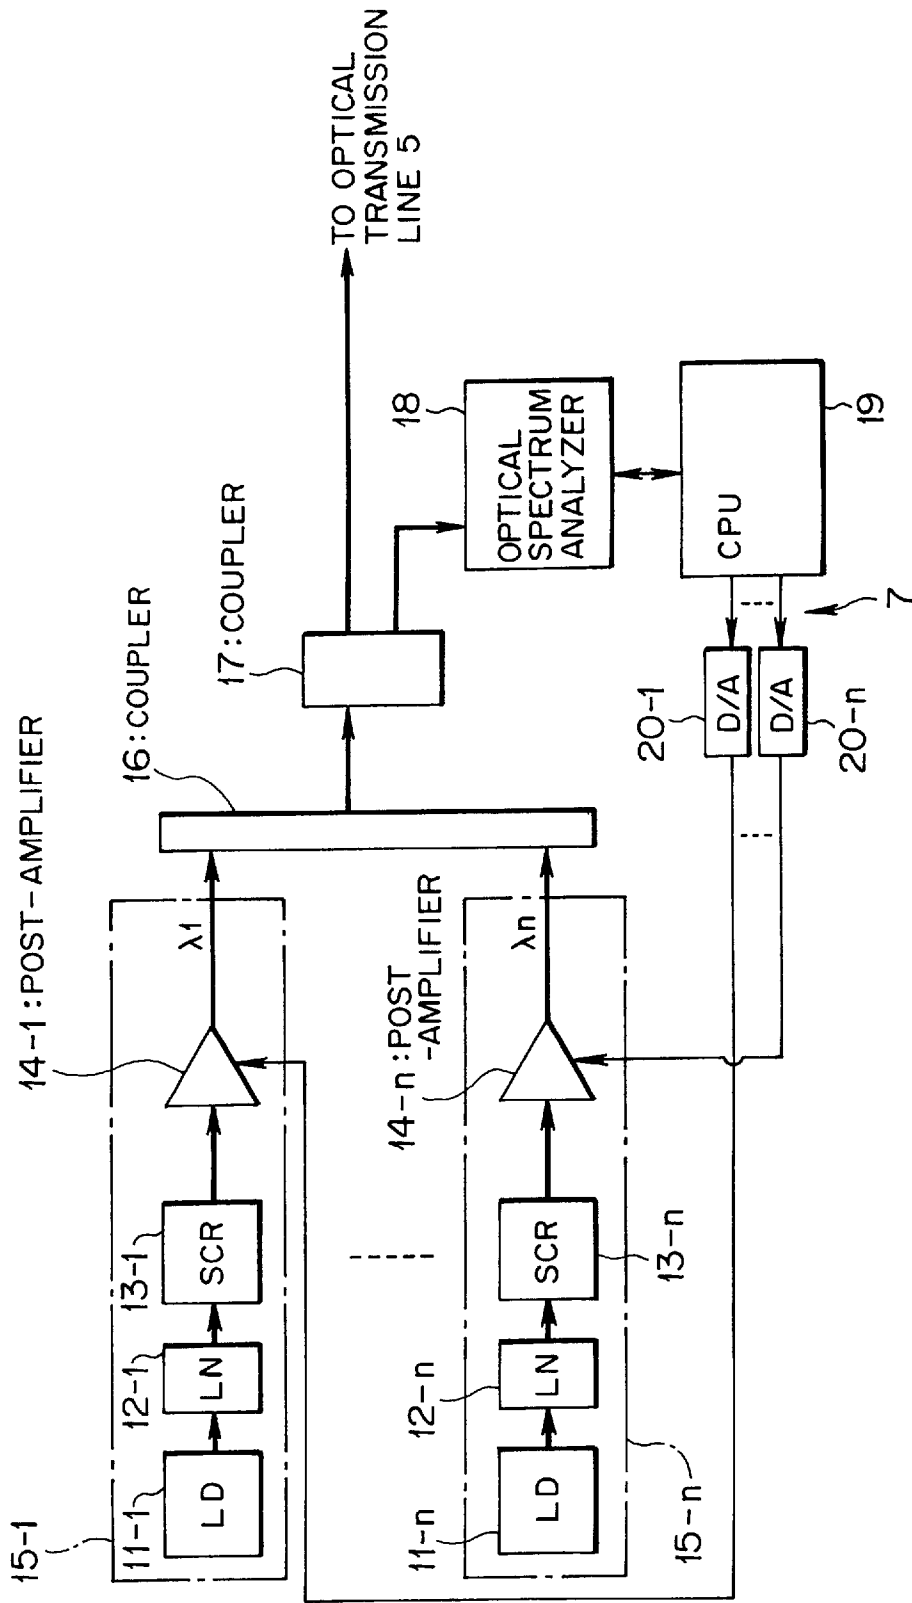 15-1
11-1
LD
12-1
LN
13-1
SCR
14-1:POST-AMPLIFIER
λ1
16:COUPLER
17:COUPLER
TO OPTICAL
TRANSMISSION
LINE 5
11-n
LD
12-n
LN
13-n
SCR
14-n:POST
-AMPLIFIER
λn
15-n
18
OPTICAL
SPECTRUM
ANALYZER
CPU
19
7
20-1
D/A
D/A
20-n